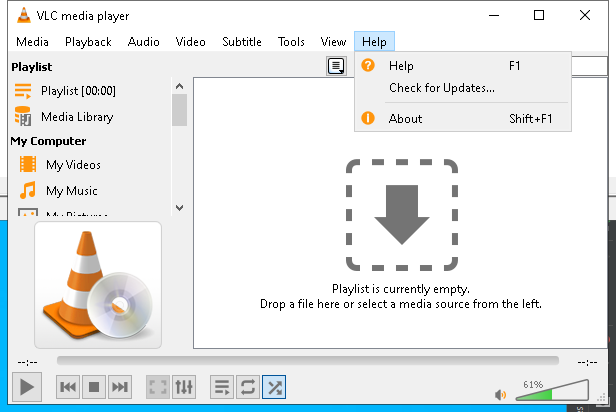 VLC media player
Media Playback Audio Video Subtitle Tools View Help
Playlist
Playlist [00:00]
Media Library
My Computer
My Videos
My Music
My Pictures
Help F1
Check for Updates...
About Shift+F1
Playlist is currently empty.
Drop a file here or select a media source from the left.
--:-- --:--
61%